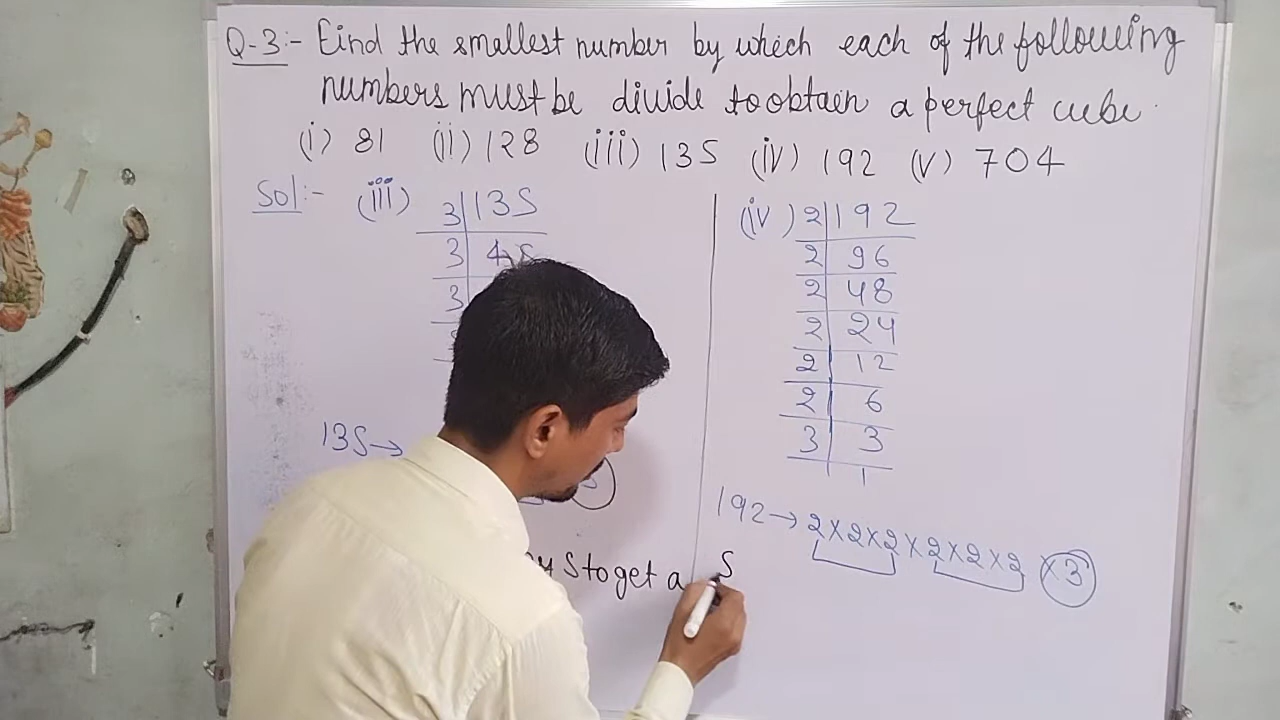 Q-3:- Find the smallest number by which each of the following
numbers must be divide to obtain a perfect cube.
(i) 81 (ii) 128 (iii) 135 (iv) 192 (v) 704
Sol:- (iii)
3 | 135
3 | 45
3
135→
5 to get a
(iv) 2 | 192
2 | 96
2 | 48
2 | 24
2 | 12
2 | 6
3 | 3
1
192→ 2×2×2×2×2×2×3
5